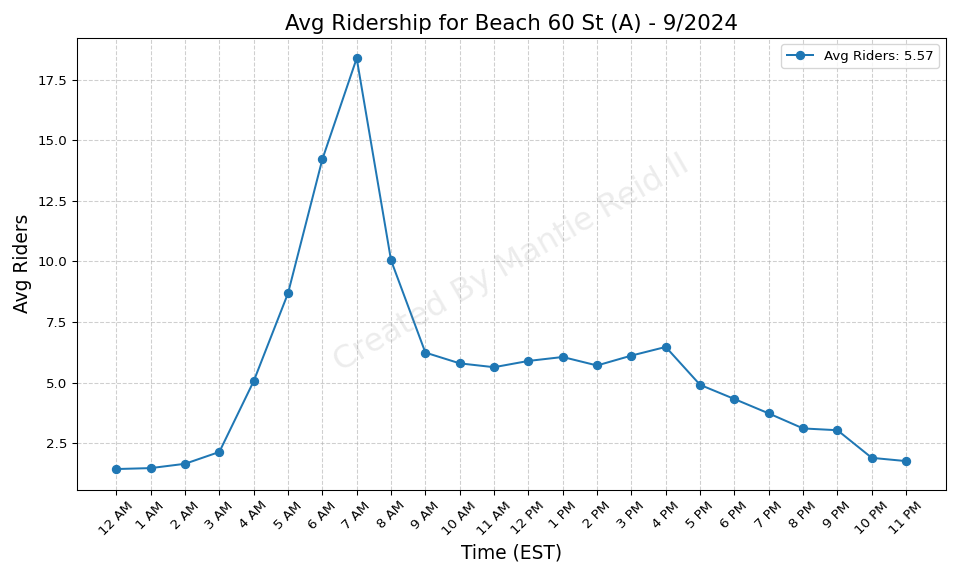 Avg Ridership for Beach 60 St (A) - 9/2024
Avg Riders: 5.57
17.5
15.0
12.5
10.0
7.5
5.0
2.5
Avg Riders
Created By Mantie Reid II
12 AM
1 AM
2 AM
3 AM
4 AM
5 AM
6 AM
7 AM
8 AM
9 AM
10 AM
11 AM
12 PM
1 PM
2 PM
3 PM
4 PM
5 PM
6 PM
7 PM
8 PM
9 PM
10 PM
11 PM
Time (EST)